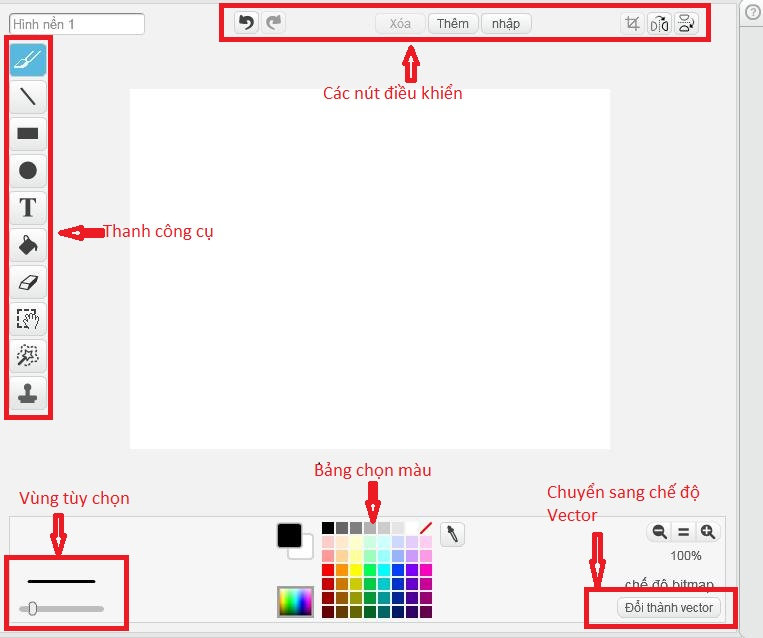 Hình nền 1
Xóa
Thêm
nhập
Các nút điều khiển
T
Thanh công cụ
Bảng chọn màu
Vùng tùy chọn
Chuyển sang chế độ
Vector
100%
chế độ bitmap
Đổi thành vector